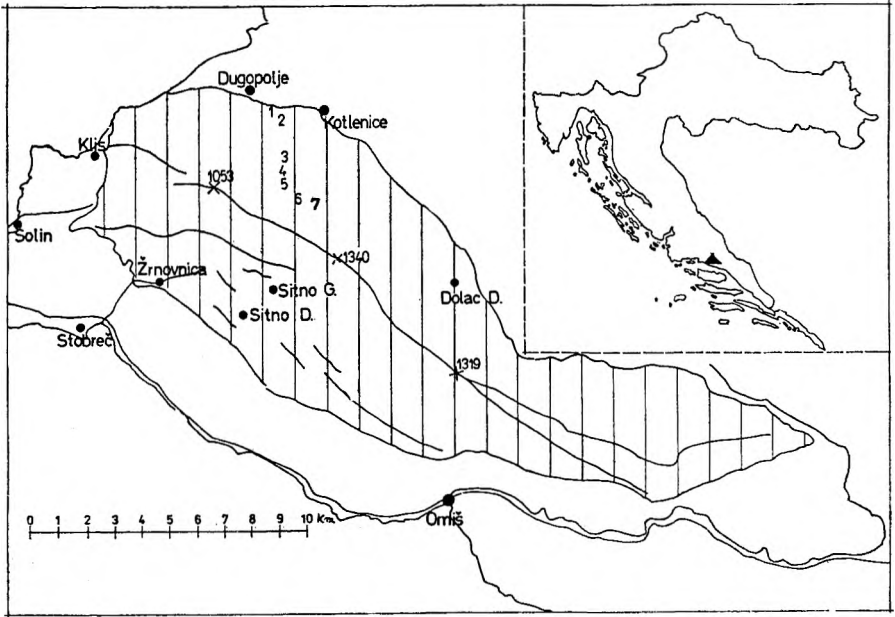 Dugopolje
1
2
Kotlenice
Klis
3
4
5
1053
6
7
Solin
1340
Žrnovnica
Sitno G.
Dolac D.
Sitno D.
Stobreč
1319
Omiš
0 1 2 3 4 5 6 7 8 9 10 Km